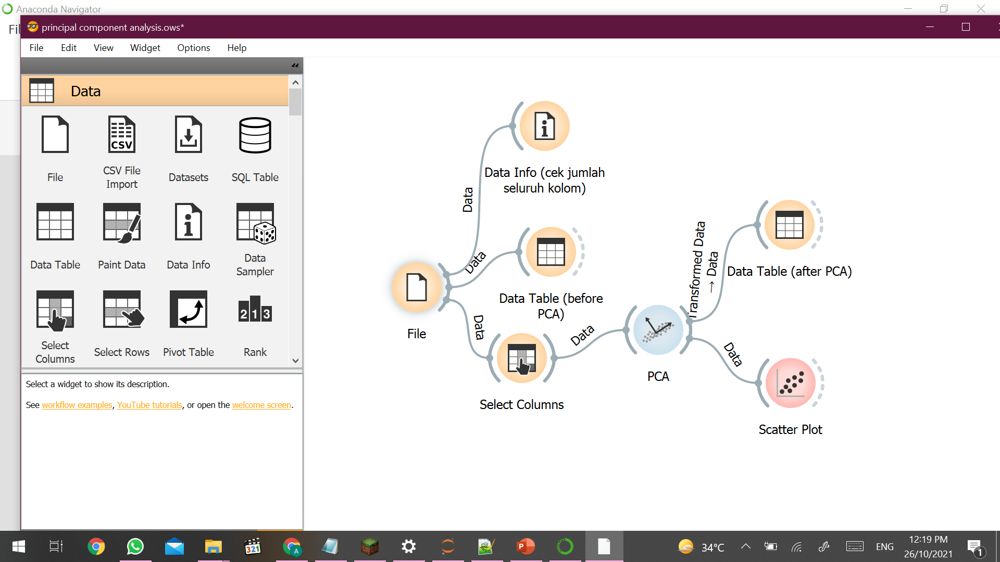 Anaconda Navigator
Fil
principal component analysis.ows*
File Edit View Widget Options Help
Data
File
CSV
CSV File
Import
Datasets
SQL Table
Data Table
Paint Data
Data Info
Data
Sampler
Select
Columns
Select Rows
Pivot Table
2 1 3
Rank
Select a widget to show its description.
See workflow examples, YouTube tutorials, or open the welcome screen.
Data Info (cek jumlah
seluruh kolom)
Data
Data
Data Table (before
PCA)
File
Data
Select Columns
Data
PCA
Transformed Data
→ Data
Data Table (after PCA)
Data
Scatter Plot
321
A
P
34°C
ENG
12:19 PM
26/10/2021
1